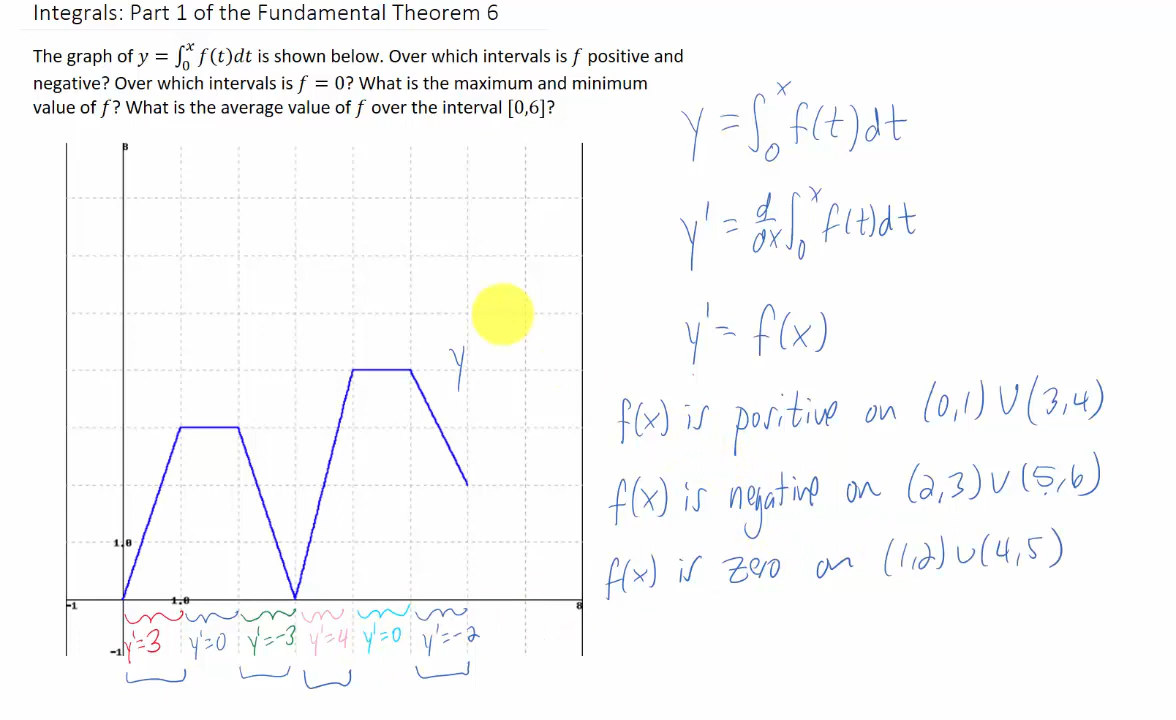 Integrals: Part 1 of the Fundamental Theorem 6
The graph of y = ∫₀ˣ f(t)dt is shown below. Over which intervals is f positive and
negative? Over which intervals is f = 0? What is the maximum and minimum
value of f? What is the average value of f over the interval [0,6]?
y = ∫₀ˣ f(t)dt
y' = d/dx ∫₀ˣ f(t)dt
y' = f(x)
f(x) is positive on (0,1) U (3,4)
f(x) is negative on (2,3) U (5,6)
f(x) is zero on (1,2) U (4,5)
8
y
1.0
-1 1.0 8
-1
y'=3 y'=0 y'=-3 y'=4 y'=0 y'=-2